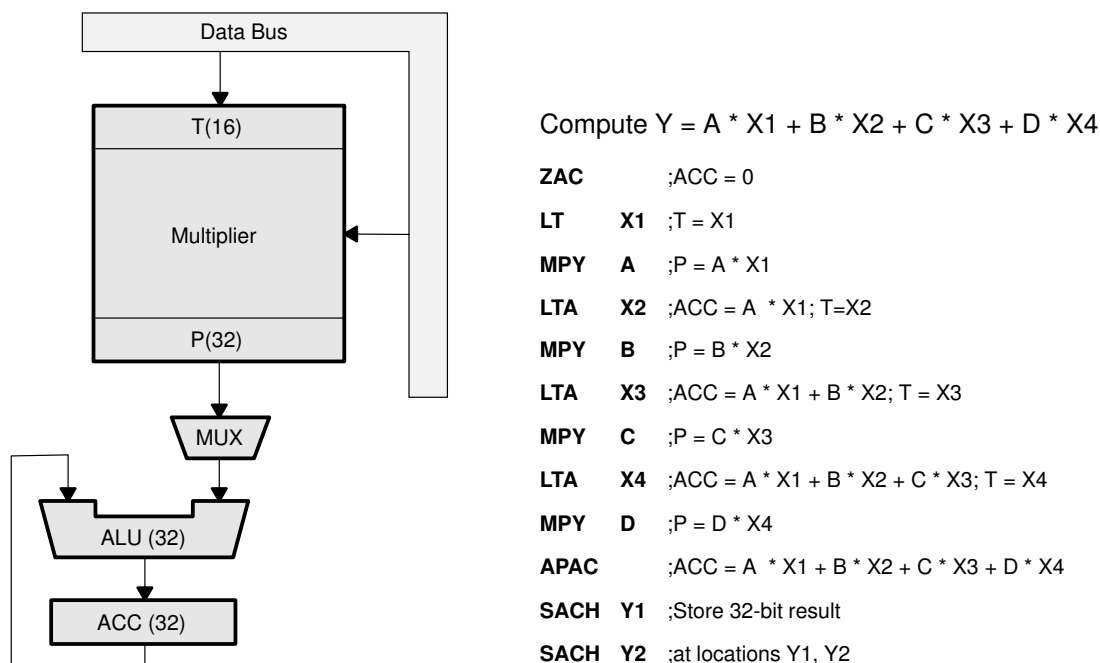 Data Bus
T(16)
Multiplier
P(32)
MUX
ALU (32)
ACC (32)
Compute Y = A * X1 + B * X2 + C * X3 + D * X4
ZAC ;ACC = 0
LT X1 ;T = X1
MPY A ;P = A * X1
LTA X2 ;ACC = A * X1; T=X2
MPY B ;P = B * X2
LTA X3 ;ACC = A * X1 + B * X2; T = X3
MPY C ;P = C * X3
LTA X4 ;ACC = A * X1 + B * X2 + C * X3; T = X4
MPY D ;P = D * X4
APAC ;ACC = A * X1 + B * X2 + C * X3 + D * X4
SACH Y1 ;Store 32-bit result
SACH Y2 ;at locations Y1, Y2